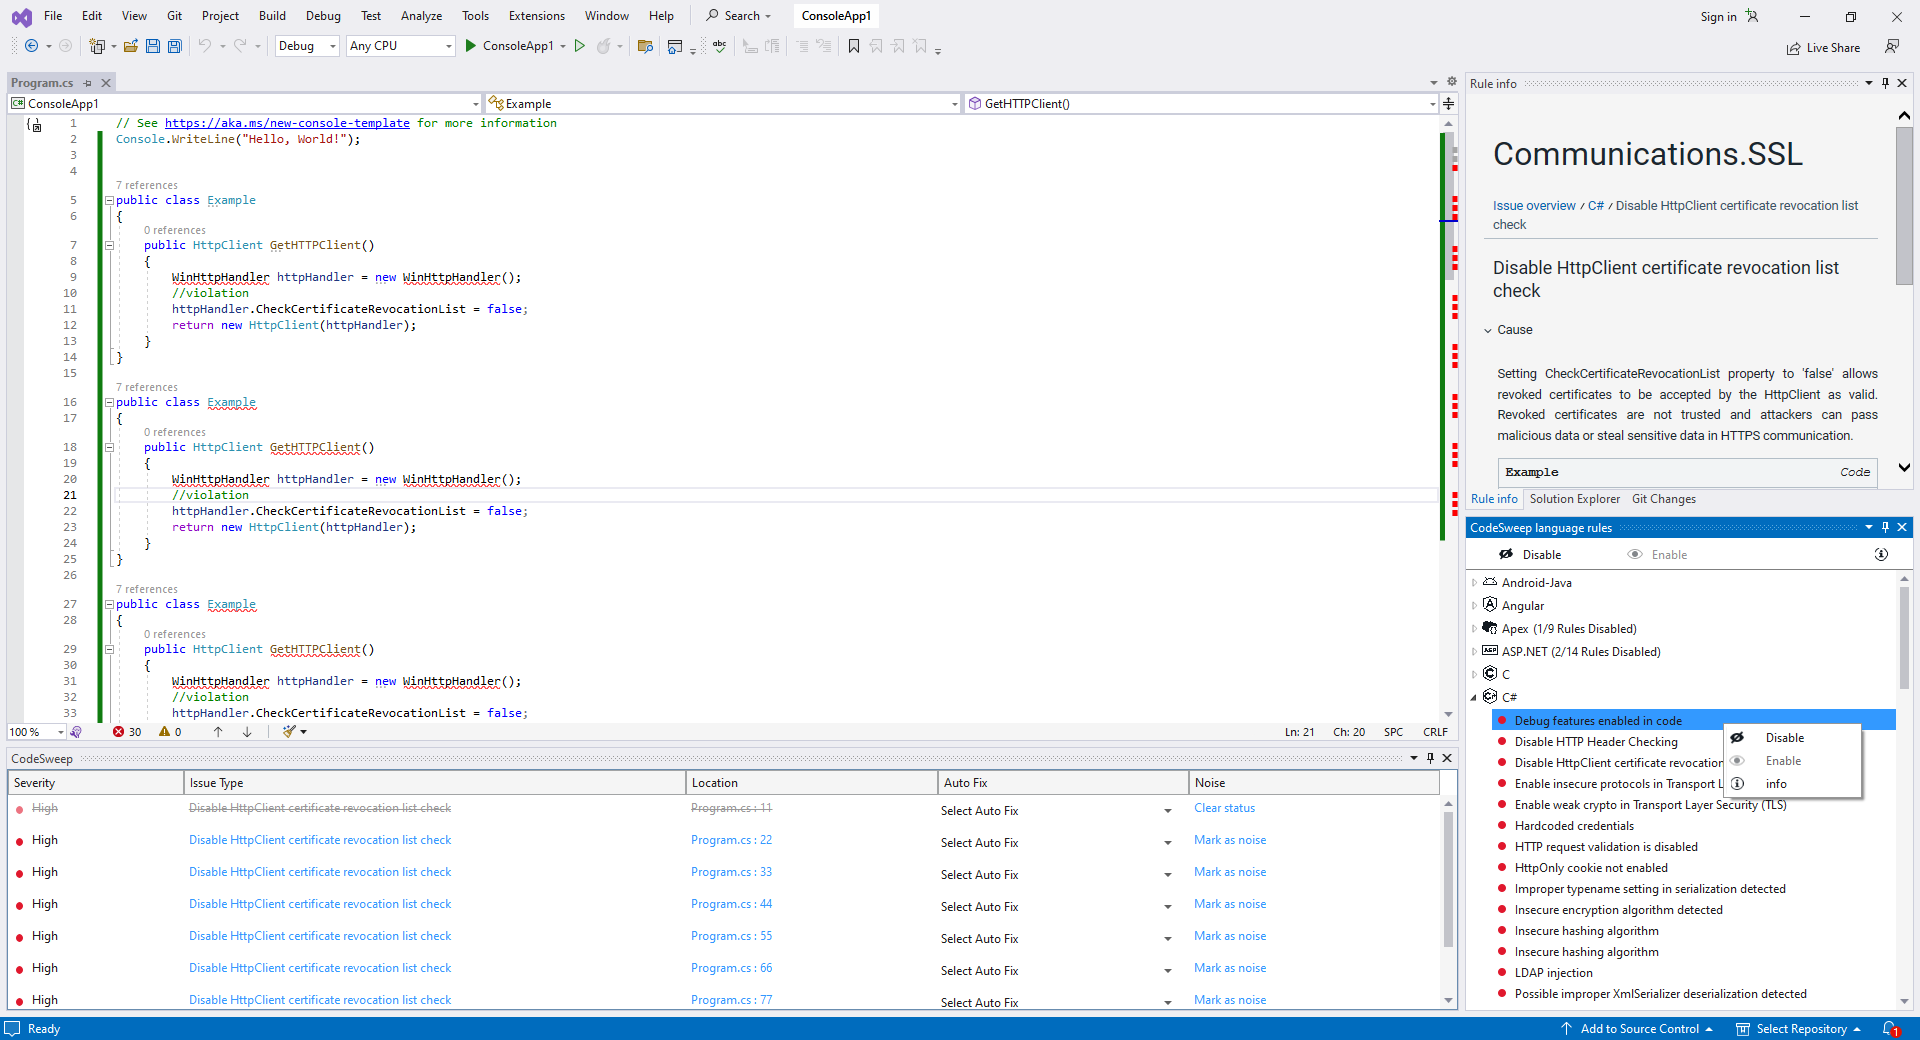 File Edit View Git Project Build Debug Test Analyze Tools Extensions Window Help Search ConsoleApp1 Sign in
Debug Any CPU ConsoleApp1 Live Share
Program.cs
C# ConsoleApp1 Example GetHTTPClient()
1 // See https://aka.ms/new-console-template for more information
2 Console.WriteLine("Hello, World!");
3
4
7 references
5 public class Example
6 {
0 references
7 public HttpClient GetHTTPClient()
8 {
9 WinHttpHandler httpHandler = new WinHttpHandler();
10 //violation
11 httpHandler.CheckCertificateRevocationList = false;
12 return new HttpClient(httpHandler);
13 }
14 }
15
7 references
16 public class Example
17 {
0 references
18 public HttpClient GetHTTPClient()
19 {
20 WinHttpHandler httpHandler = new WinHttpHandler();
21 //violation
22 httpHandler.CheckCertificateRevocationList = false;
23 return new HttpClient(httpHandler);
24 }
25 }
26
7 references
27 public class Example
28 {
0 references
29 public HttpClient GetHTTPClient()
30 {
31 WinHttpHandler httpHandler = new WinHttpHandler();
32 //violation
33 httpHandler.CheckCertificateRevocationList = false;
100 % 30 0 Ln: 21 Ch: 20 SPC CRLF
CodeSweep
Severity Issue Type Location Auto Fix Noise
High Disable HttpClient certificate revocation list check Program.cs : 11 Select Auto Fix Clear status
High Disable HttpClient certificate revocation list check Program.cs : 22 Select Auto Fix Mark as noise
High Disable HttpClient certificate revocation list check Program.cs : 33 Select Auto Fix Mark as noise
High Disable HttpClient certificate revocation list check Program.cs : 44 Select Auto Fix Mark as noise
High Disable HttpClient certificate revocation list check Program.cs : 55 Select Auto Fix Mark as noise
High Disable HttpClient certificate revocation list check Program.cs : 66 Select Auto Fix Mark as noise
High Disable HttpClient certificate revocation list check Program.cs : 77 Select Auto Fix Mark as noise
Rule info
Communications.SSL
Issue overview / C# / Disable HttpClient certificate revocation list
check
Disable HttpClient certificate revocation list
check
Cause
Setting CheckCertificateRevocationList property to 'false' allows
revoked certificates to be accepted by the HttpClient as valid.
Revoked certificates are not trusted and attackers can pass
malicious data or steal sensitive data in HTTPS communication.
Example Code
Rule info Solution Explorer Git Changes
CodeSweep language rules
Disable Enable
Android-Java
Angular
Apex (1/9 Rules Disabled)
ASP ASP.NET (2/14 Rules Disabled)
C
C#
Debug features enabled in code
Disable HTTP Header Checking
Disable HttpClient certificate revocation
Enable insecure protocols in Transport L
Enable weak crypto in Transport Layer Security (TLS)
Hardcoded credentials
HTTP request validation is disabled
HttpOnly cookie not enabled
Improper typename setting in serialization detected
Insecure encryption algorithm detected
Insecure hashing algorithm
Insecure hashing algorithm
LDAP injection
Possible improper XmlSerializer deserialization detected
Disable
Enable
info
Ready Add to Source Control Select Repository 1